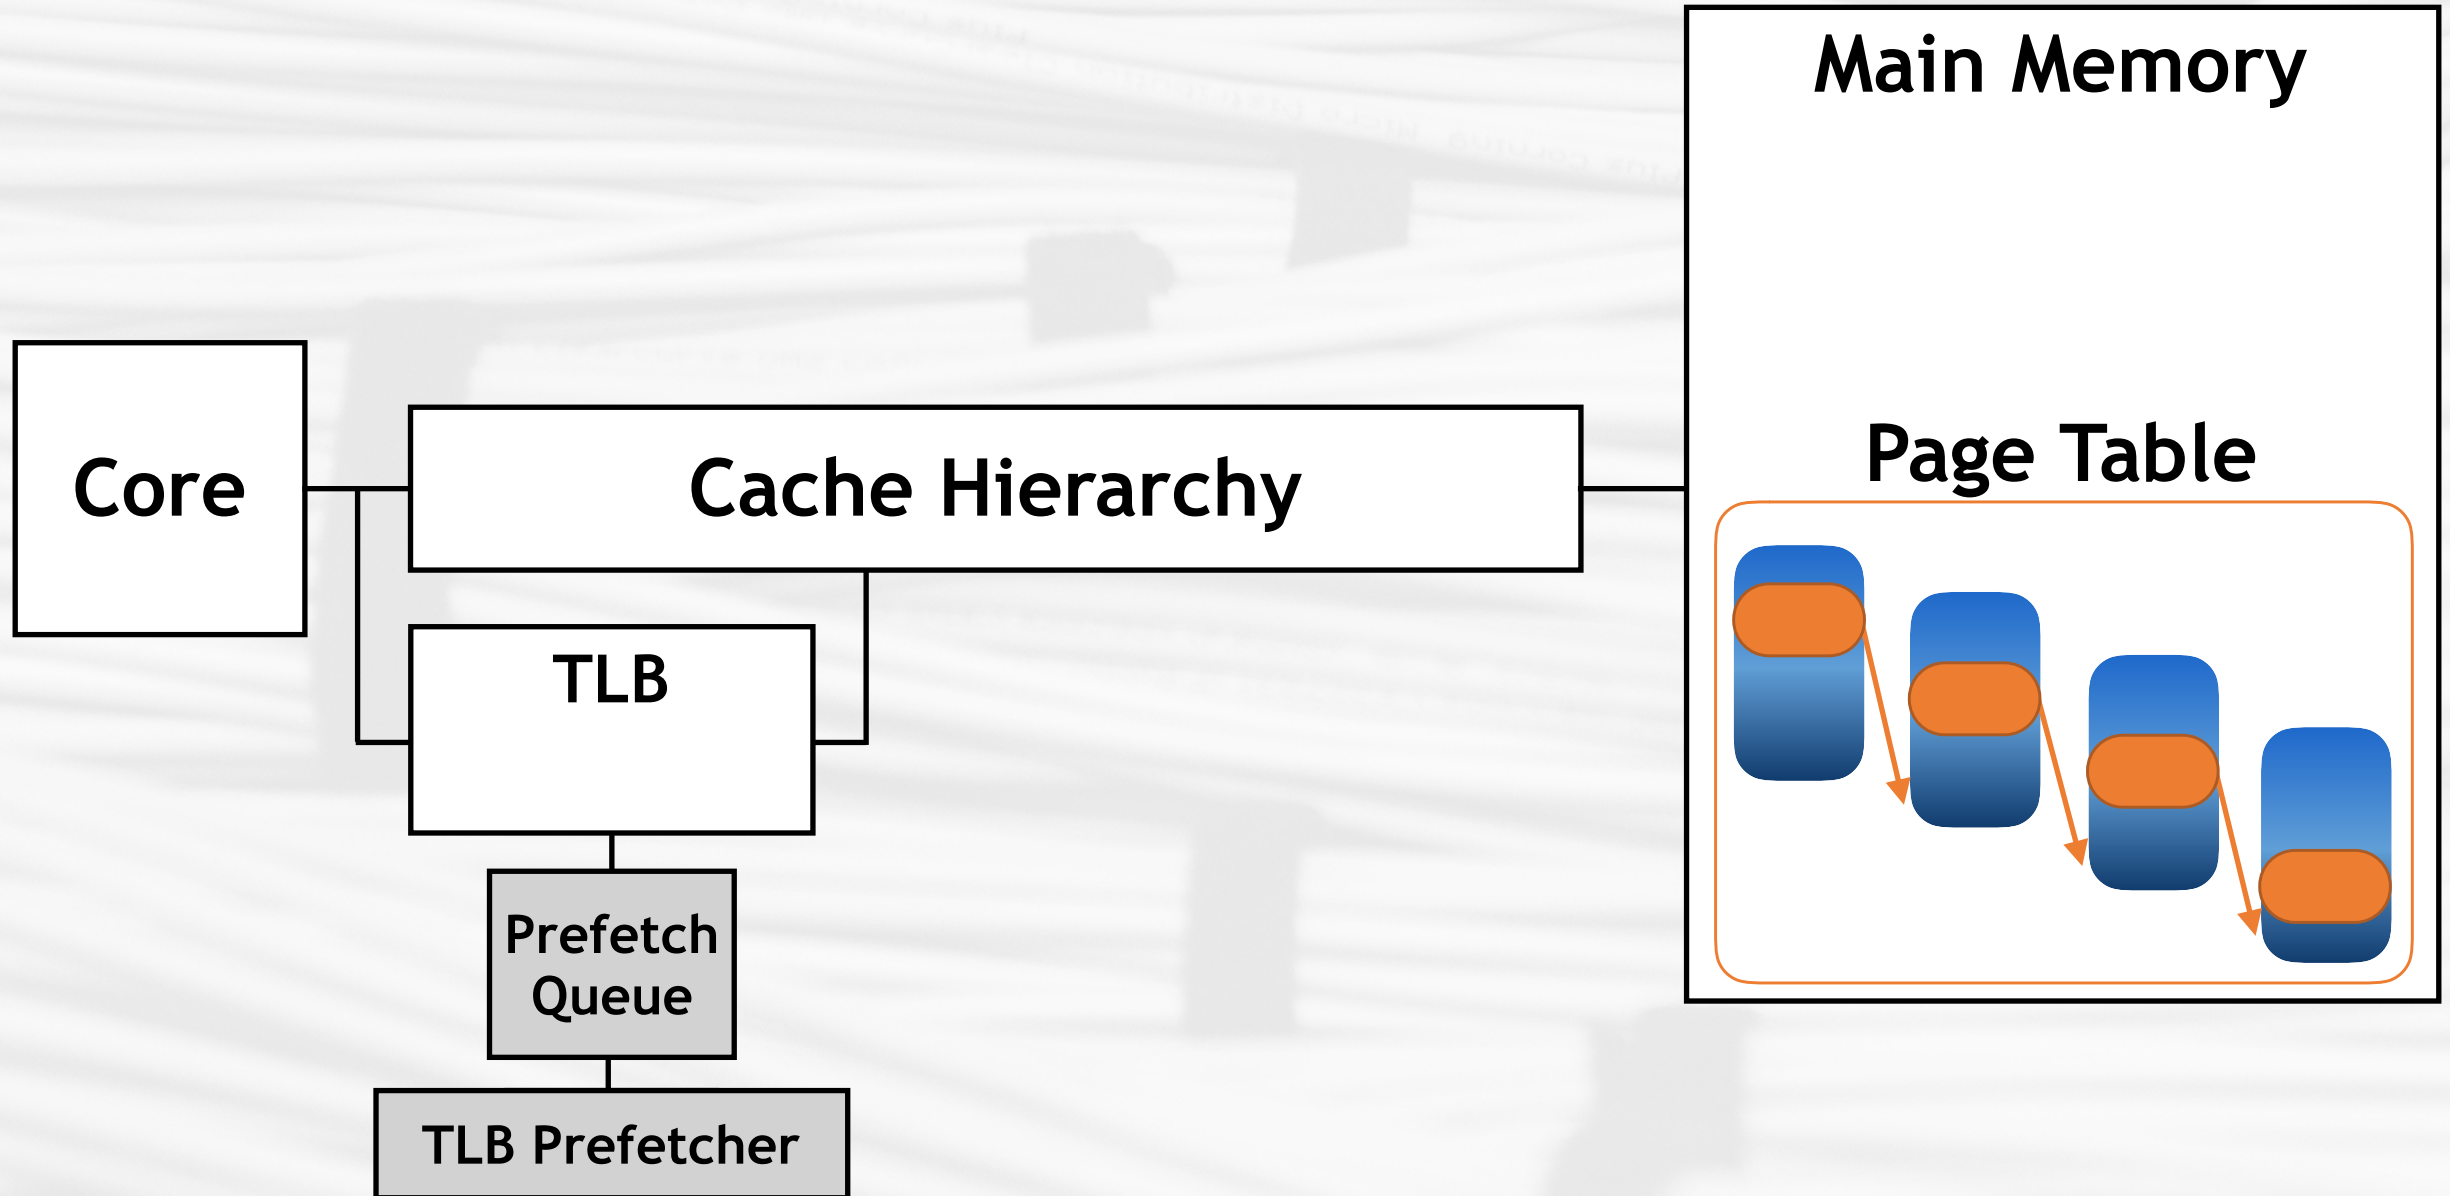 Main Memory
Page Table
Core
Cache Hierarchy
TLB
Prefetch
Queue
TLB Prefetcher